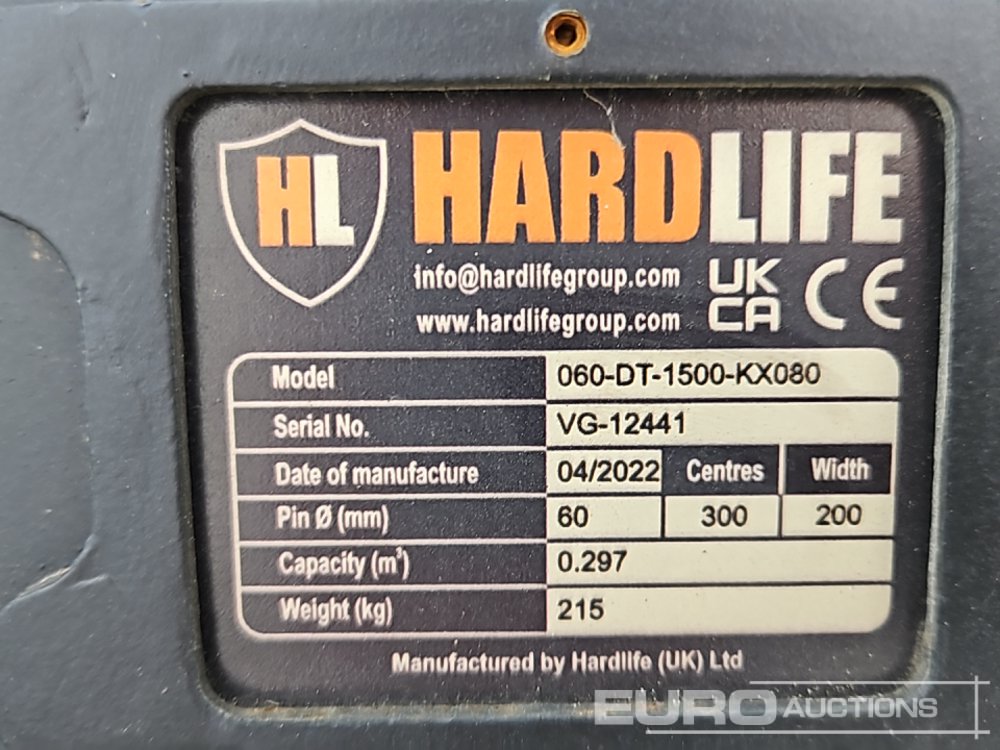 HL HARDLIFE
info@hardlifegroup.com
www.hardlifegroup.com
UK
CA CE
Model 060-DT-1500-KX080
Serial No. VG-12441
Date of manufacture 04/2022 Centres Width
Pin Ø (mm) 60 300 200
Capacity (m³) 0.297
Weight (kg) 215
Manufactured by Hardlife (UK) Ltd
EURO AUCTIONS